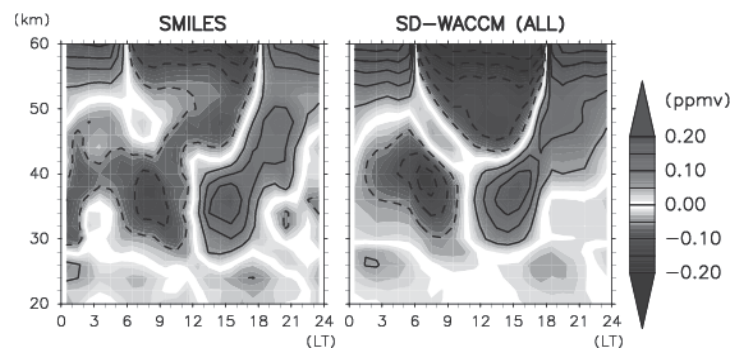 SMILES
SD-WACCM (ALL)
(km)
60
50
40
30
20
0 3 6 9 12 15 18 21 24
(LT)
0 3 6 9 12 15 18 21 24
(LT)
(ppmv)
0.20
0.10
0.00
-0.10
-0.20